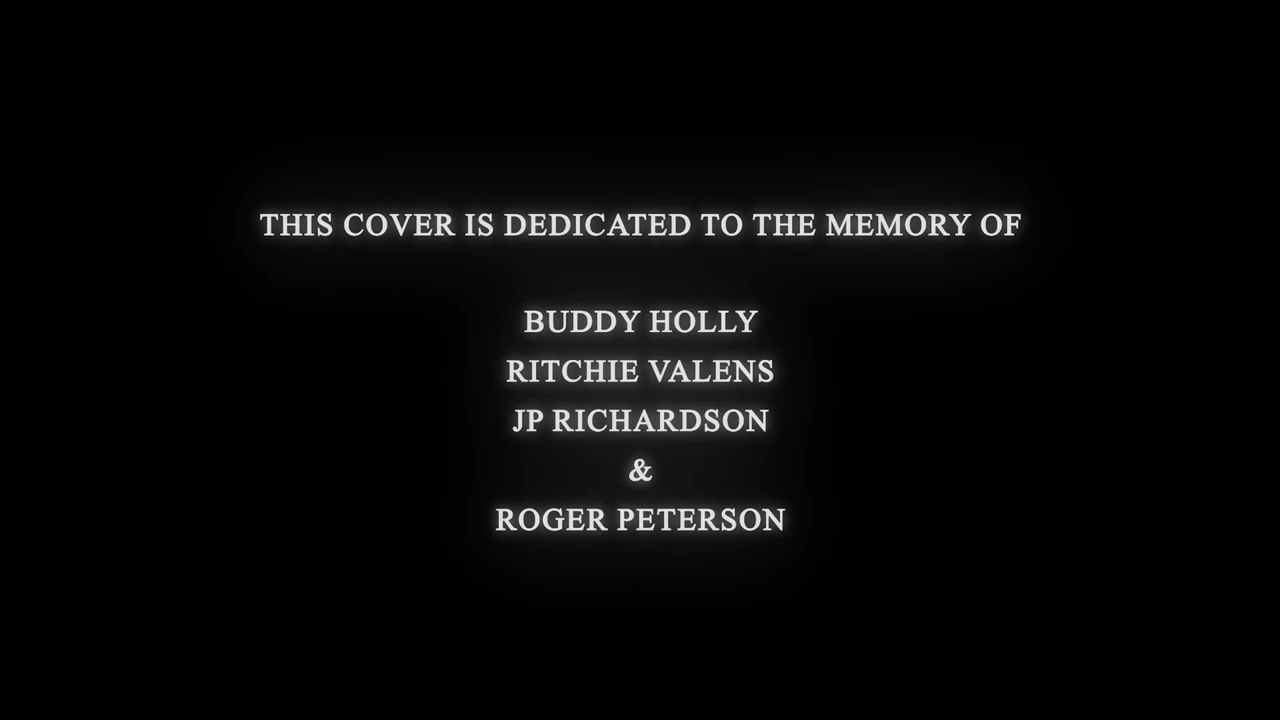 THIS COVER IS DEDICATED TO THE MEMORY OF
BUDDY HOLLY
RITCHIE VALENS
JP RICHARDSON
&
ROGER PETERSON